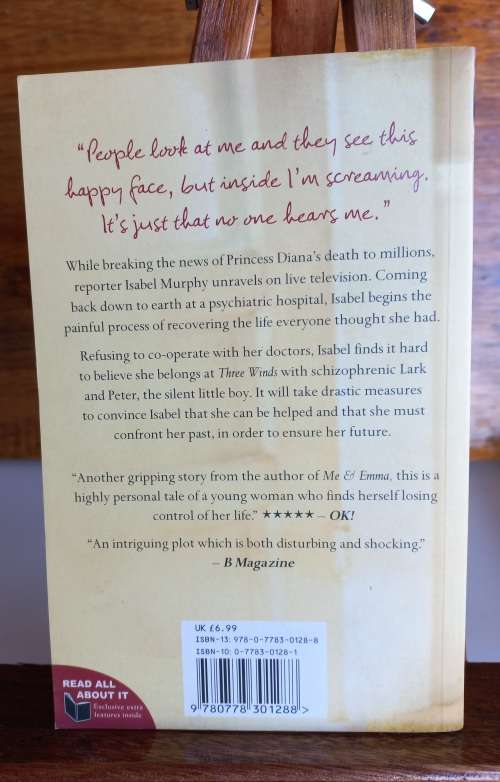 “People look at me and they see this
happy face, but inside I’m screaming.
It’s just that no one hears me.”
While breaking the news of Princess Diana’s death to millions,
reporter Isabel Murphy unravels on live television. Coming
back down to earth at a psychiatric hospital, Isabel begins the
painful process of recovering the life everyone thought she had.
Refusing to co-operate with her doctors, Isabel finds it hard
to believe she belongs at Three Winds with schizophrenic Lark
and Peter, the silent little boy. It will take drastic measures
to convince Isabel that she can be helped and that she must
confront her past, in order to ensure her future.
“Another gripping story from the author of Me & Emma, this is a
highly personal tale of a young woman who finds herself losing
control of her life.” ★★★★★ – OK!
“An intriguing plot which is both disturbing and shocking.”
– B Magazine
UK £6.99
ISBN-13: 978-0-7783-0128-8
ISBN-10: 0-7783-0128-1
9 780778 301288 >
READ ALL
ABOUT IT
Exclusive extra
features inside